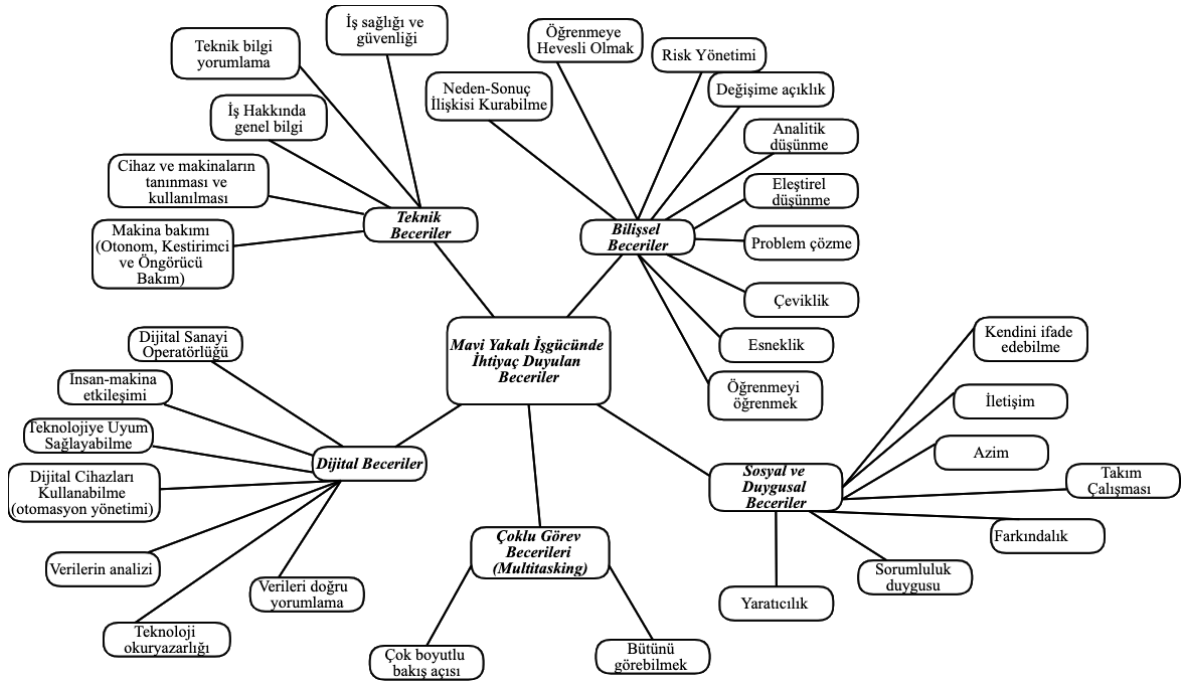 İş sağlığı ve
güvenliği
Teknik bilgi
yorumlama
İş Hakkında
genel bilgi
Cihaz ve makinaların
tanınması ve
kullanılması
Makina bakımı
(Otonom, Kestirimci
ve Öngörücü
Bakım)
Teknik
Beceriler
Öğrenmeye
Hevesli Olmak
Risk Yönetimi
Neden-Sonuç
İlişkisi Kurabilme
Değişime açıklık
Analitik
düşünme
Eleştirel
düşünme
Problem çözme
Çeviklik
Esneklik
Öğrenmeyi
öğrenmek
Bilişsel
Beceriler
Mavi Yakalı İşgücünde
İhtiyaç Duyulan
Beceriler
Dijital Sanayi
Operatörlüğü
İnsan-makina
etkileşimi
Teknolojiye Uyum
Sağlayabilme
Dijital Cihazları
Kullanabilme
(otomasyon yönetimi)
Verilerin analizi
Teknoloji
okuryazarlığı
Verileri doğru
yorumlama
Dijital Beceriler
Çoklu Görev
Becerileri
(Multitasking)
Çok boyutlu
bakış açısı
Bütünü
görebilmek
Sosyal ve
Duygusal
Beceriler
Kendini ifade
edebilme
İletişim
Azim
Takım
Çalışması
Farkındalık
Sorumluluk
duygusu
Yaratıcılık